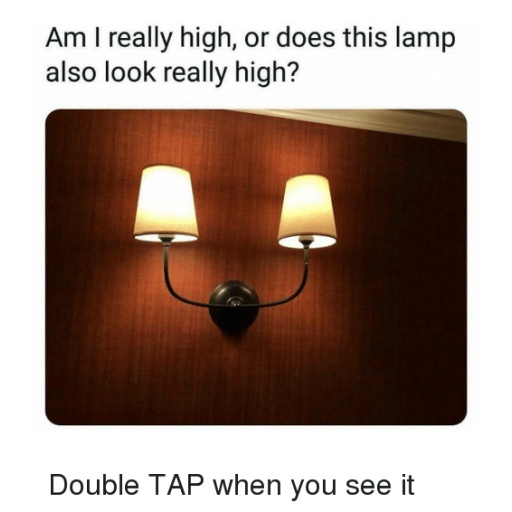 Am I really high, or does this lamp
also look really high?
Double TAP when you see it